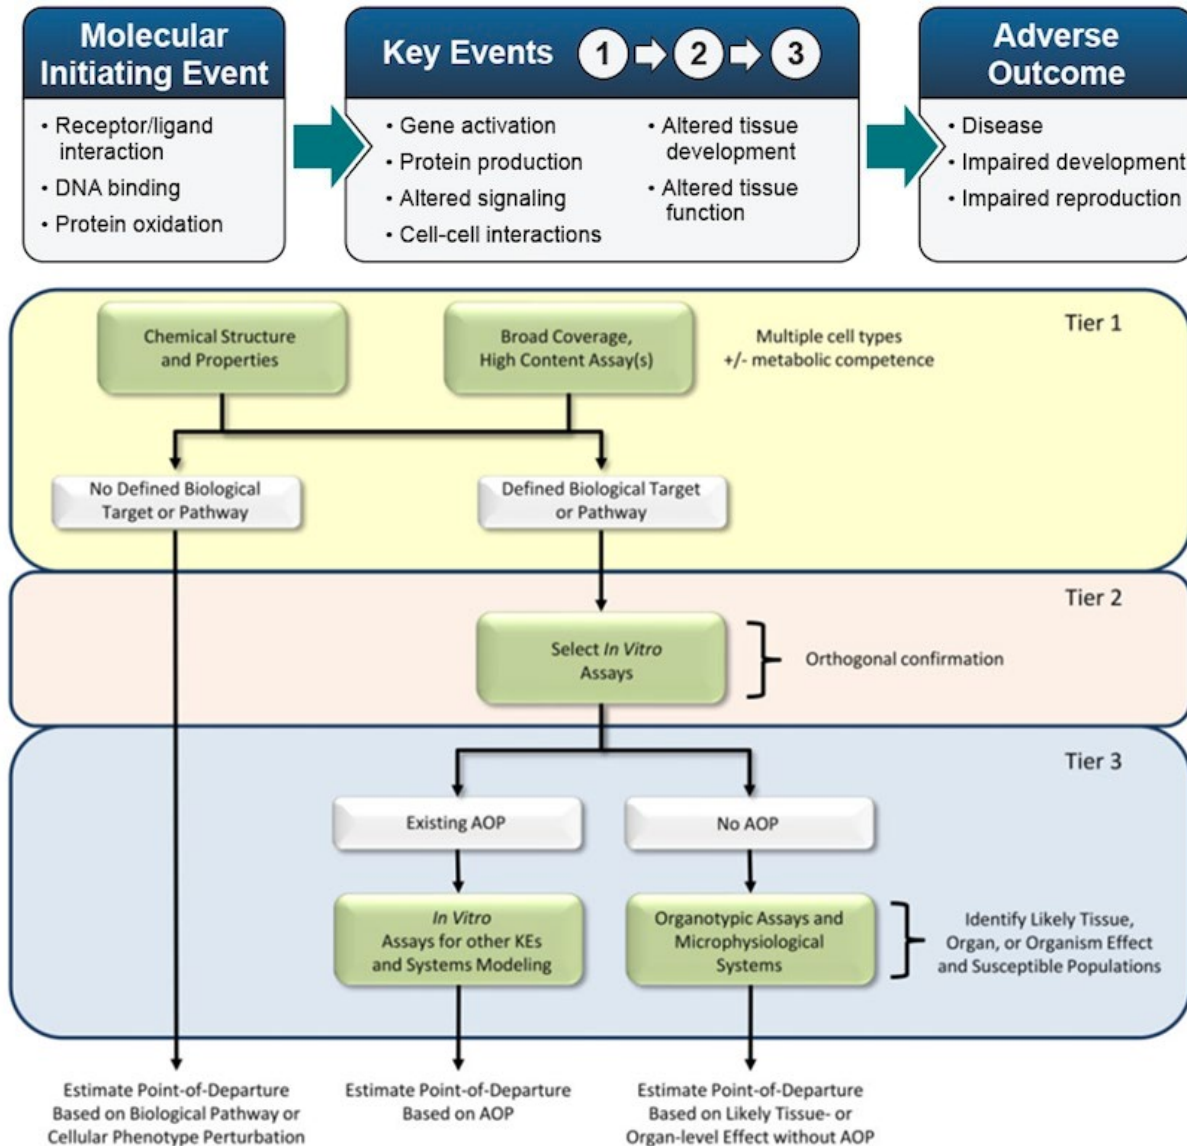 Molecular
Initiating Event
• Receptor/ligand
interaction
• DNA binding
• Protein oxidation
Key Events 1 2 3
• Gene activation
• Protein production
• Altered signaling
• Cell-cell interactions
• Altered tissue
development
• Altered tissue
function
Adverse
Outcome
• Disease
• Impaired development
• Impaired reproduction
Tier 1
Chemical Structure
and Properties
Broad Coverage,
High Content Assay(s)
Multiple cell types
+/- metabolic competence
No Defined Biological
Target or Pathway
Defined Biological Target
or Pathway
Tier 2
Select In Vitro
Assays
Orthogonal confirmation
Tier 3
Existing AOP
No AOP
In Vitro
Assays for other KEs
and Systems Modeling
Organotypic Assays and
Microphysiological
Systems
Identify Likely Tissue,
Organ, or Organism Effect
and Susceptible Populations
Estimate Point-of-Departure
Based on Biological Pathway or
Cellular Phenotype Perturbation
Estimate Point-of-Departure
Based on AOP
Estimate Point-of-Departure
Based on Likely Tissue- or
Organ-level Effect without AOP